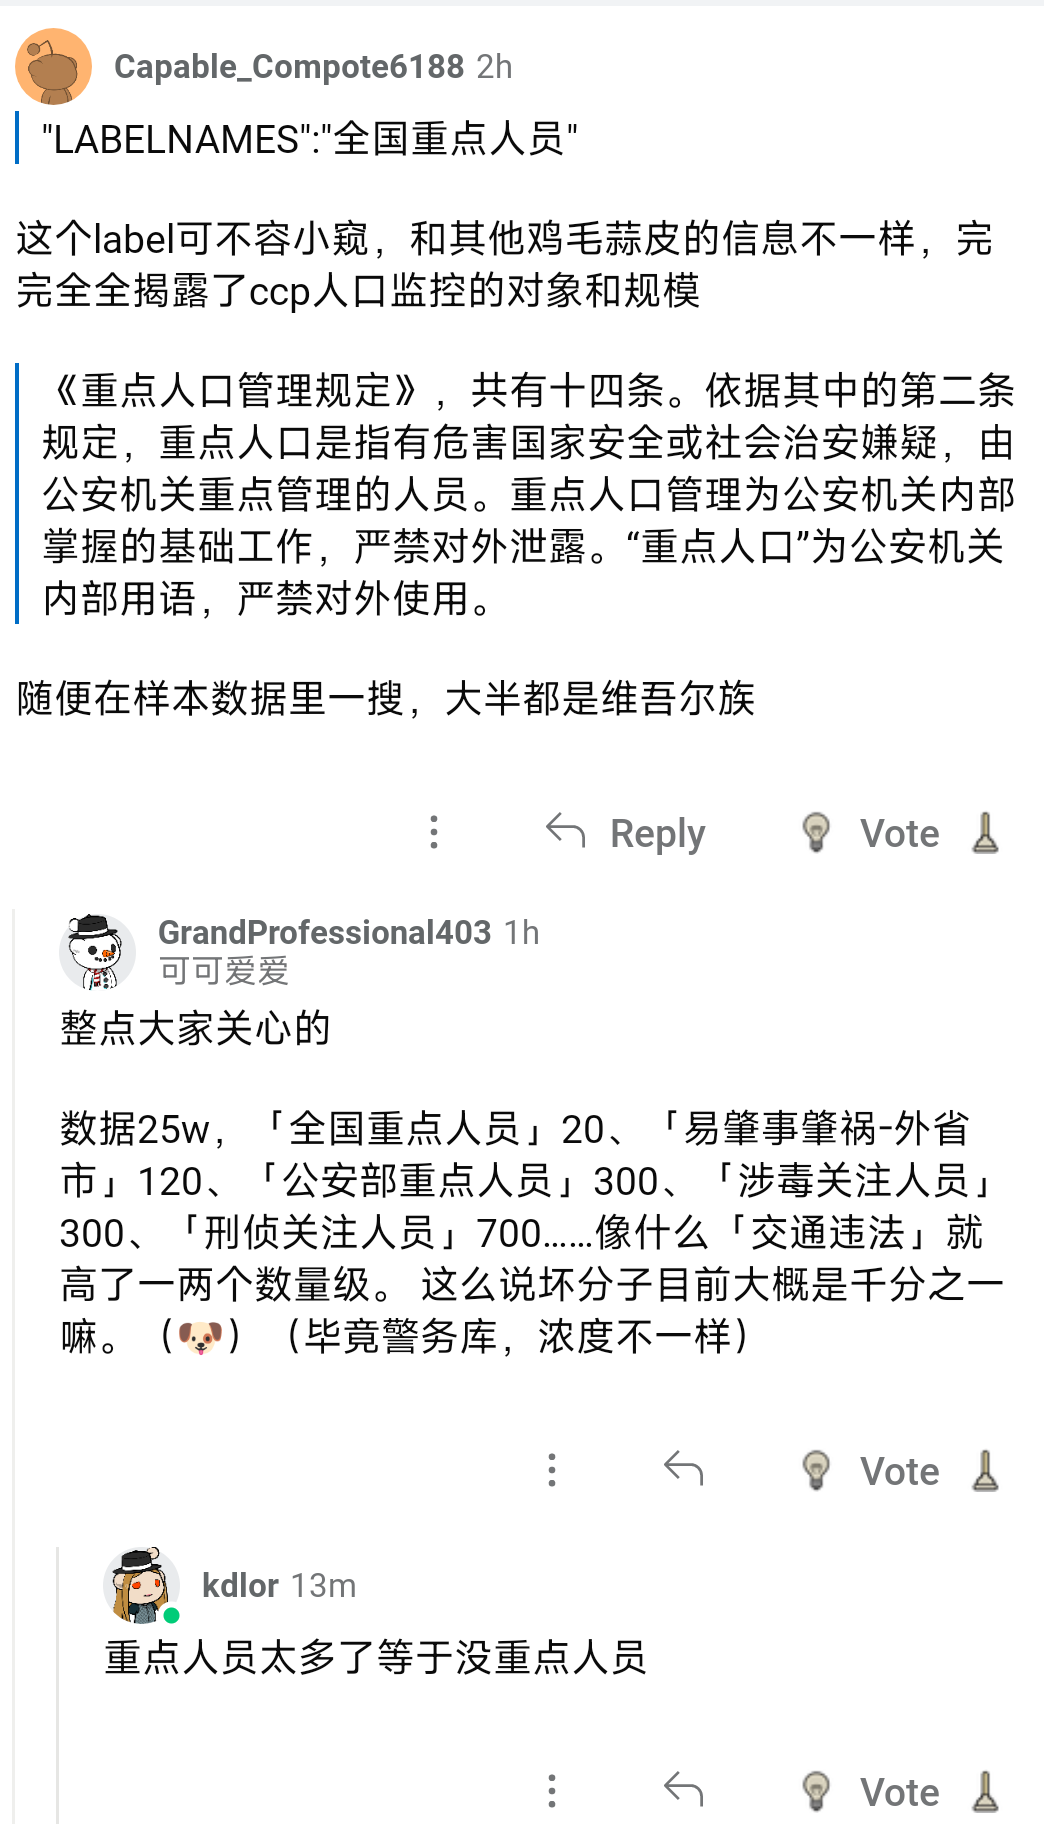 Capable_Compote6188 2h
"LABELNAMES":"全国重点人员"
这个label可不容小窥，和其他鸡毛蒜皮的信息不一样，完
完全全揭露了ccp人口监控的对象和规模
《重点人口管理规定》，共有十四条。依据其中的第二条
规定，重点人口是指有危害国家安全或社会治安嫌疑，由
公安机关重点管理的人员。重点人口管理为公安机关内部
掌握的基础工作，严禁对外泄露。“重点人口”为公安机关
内部用语，严禁对外使用。
随便在样本数据里一搜，大半都是维吾尔族
Reply Vote
GrandProfessional403 1h
可可爱爱
整点大家关心的
数据25w，「全国重点人员」20、「易肇事肇祸-外省
市」120、「公安部重点人员」300、「涉毒关注人员」
300、「刑侦关注人员」700……像什么「交通违法」就
高了一两个数量级。 这么说坏分子目前大概是千分之一
嘛。（🐶）（毕竟警务库，浓度不一样）
Vote
kdlor 13m
重点人员太多了等于没重点人员
Vote